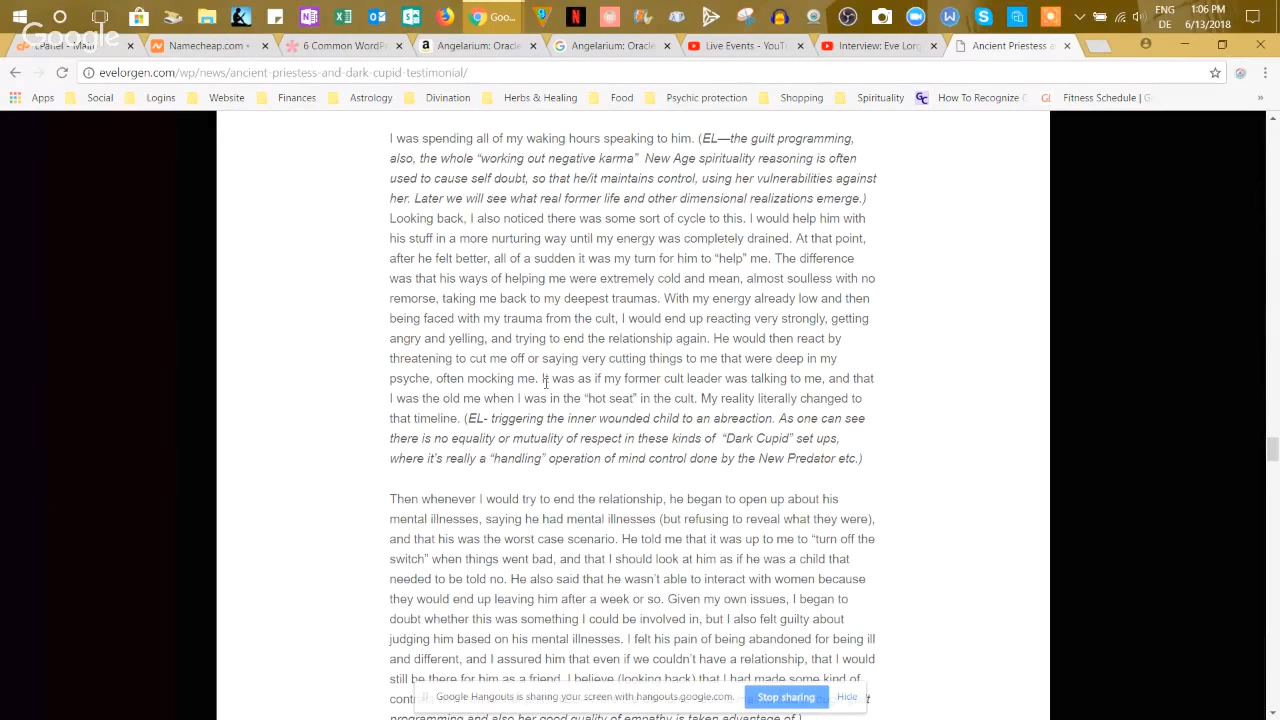 ENG
1:06 PM
DE
6/13/2018
Google
Goo...
cPanel - Main
Namecheap.com •
6 Common WordPr
Angelarium: Oracle
Angelarium: Oracle
Live Events - YouTu
Interview: Eve Lorg
Ancient Priestess a
evelorgen.com/wp/news/ancient-priestess-and-dark-cupid-testimonial/
Apps Social Logins Website Finances Astrology Divination Herbs & Healing Food Psychic protection Shopping Spirituality How To Recognize Fitness Schedule | G
I was spending all of my waking hours speaking to him. (EL—the guilt programming,
also, the whole “working out negative karma” New Age spirituality reasoning is often
used to cause self doubt, so that he/it maintains control, using her vulnerabilities against
her. Later we will see what real former life and other dimensional realizations emerge.)
Looking back, I also noticed there was some sort of cycle to this. I would help him with
his stuff in a more nurturing way until my energy was completely drained. At that point,
after he felt better, all of a sudden it was my turn for him to “help” me. The difference
was that his ways of helping me were extremely cold and mean, almost soulless with no
remorse, taking me back to my deepest traumas. With my energy already low and then
being faced with my trauma from the cult, I would end up reacting very strongly, getting
angry and yelling, and trying to end the relationship again. He would then react by
threatening to cut me off or saying very cutting things to me that were deep in my
psyche, often mocking me. It was as if my former cult leader was talking to me, and that
I was the old me when I was in the “hot seat” in the cult. My reality literally changed to
that timeline. (EL- triggering the inner wounded child to an abreaction. As one can see
there is no equality or mutuality of respect in these kinds of “Dark Cupid” set ups,
where it’s really a “handling” operation of mind control done by the New Predator etc.)
Then whenever I would try to end the relationship, he began to open up about his
mental illnesses, saying he had mental illnesses (but refusing to reveal what they were),
and that his was the worst case scenario. He told me that it was up to me to “turn off the
switch” when things went bad, and that I should look at him as if he was a child that
needed to be told no. He also said that he wasn’t able to interact with women because
they would end up leaving him after a week or so. Given my own issues, I began to
doubt whether this was something I could be involved in, but I also felt guilty about
judging him based on his mental illnesses. I felt his pain of being abandoned for being ill
and different, and I assured him that even if we couldn’t have a relationship, that I would
still be there for him as a friend. I believe (looking back) that I had made some kind of
Google Hangouts is sharing your screen with hangouts.google.com. Stop sharing Hide
programming and also her good quality of empathy is taken advantage of.)